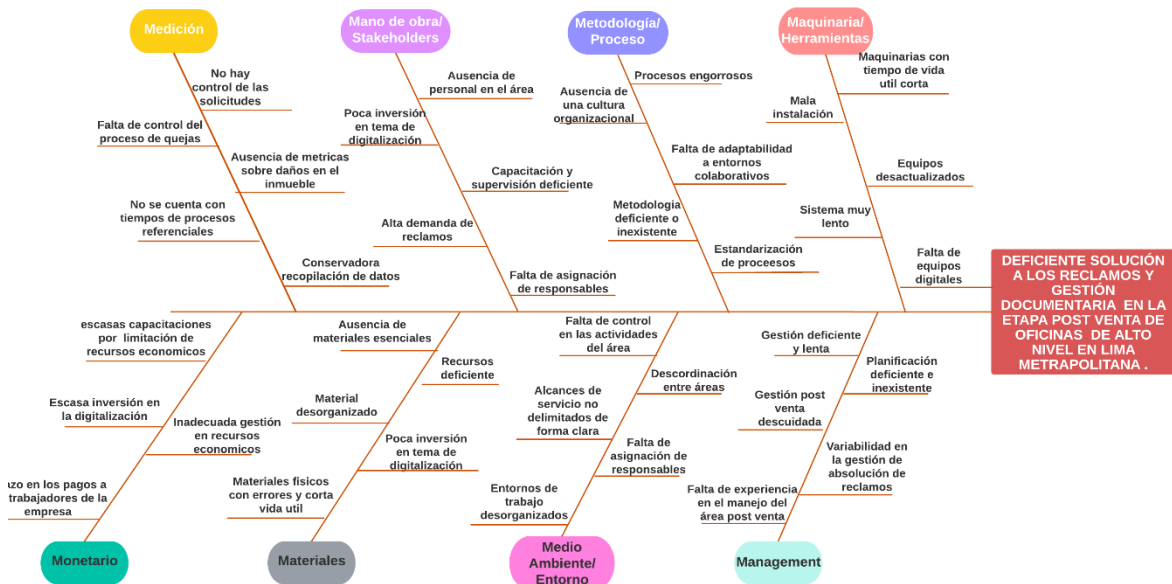 Medición
Mano de obra/
Stakeholders
Metodología/
Proceso
Maquinaria/
Herramientas
No hay
control de las
solicitudes
Falta de control del
proceso de quejas
Ausencia de metricas
sobre daños en el
inmueble
No se cuenta con
tiempos de procesos
referenciales
Conservadora
recopilación de datos
Ausencia de
personal en el área
Poca inversión
en tema de
digitalización
Capacitación y
supervisión deficiente
Alta demanda de
reclamos
Falta de asignación
de responsables
Procesos engorrosos
Ausencia de
una cultura
organizacional
Falta de adaptabilidad
a entornos
colaborativos
Metodologia
deficiente o
inexistente
Estandarización
de proceesos
Maquinarias con
tiempo de vida
util corta
Mala
instalación
Equipos
desactualizados
Sistema muy
lento
Falta de
equipos
digitales
DEFICIENTE SOLUCIÓN
A LOS RECLAMOS Y
GESTIÓN
DOCUMENTARIA EN LA
ETAPA POST VENTA DE
OFICINAS DE ALTO
NIVEL EN LIMA
METRAPOLITANA .
escasas capacitaciones
por limitación de
recursos economicos
Escasa inversión en
la digitalización
Inadecuada gestión
en recursos
economicos
en los pagos a
trabajadores de la
empresa
Ausencia de
materiales esenciales
Recursos
deficiente
Material
desorganizado
Poca inversión
en tema de
digitalización
Materiales fisicos
con errores y corta
vida util
Falta de control
en las actividades
del área
Descordinación
entre áreas
Alcances de
servicio no
delimitados de
forma clara
Falta de
asignación de
responsables
Entornos de
trabajo
desorganizados
Gestión deficiente
y lenta
Planificación
deficiente e
inexistente
Gestión post
venta
descuidada
Variabilidad en
la gestión de
absolución de
reclamos
Falta de experiencia
en el manejo del
área post venta
Monetario
Materiales
Medio
Ambiente/
Entorno
Management